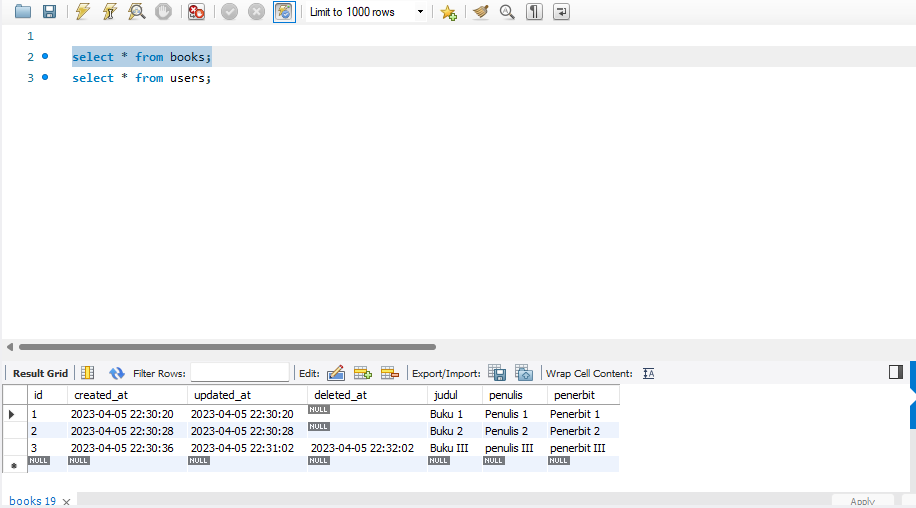 Limit to 1000 rows
1
2 select * from books;
3 select * from users;
Result Grid Filter Rows: Edit: Export/Import: Wrap Cell Content:
id created_at updated_at deleted_at judul penulis penerbit
1 2023-04-05 22:30:20 2023-04-05 22:30:20 NULL Buku 1 Penulis 1 Penerbit 1
2 2023-04-05 22:30:28 2023-04-05 22:30:28 NULL Buku 2 Penulis 2 Penerbit 2
3 2023-04-05 22:30:36 2023-04-05 22:31:02 2023-04-05 22:32:02 Buku III penulis III penerbit III
NULL NULL NULL NULL NULL NULL NULL
books 19 Apply